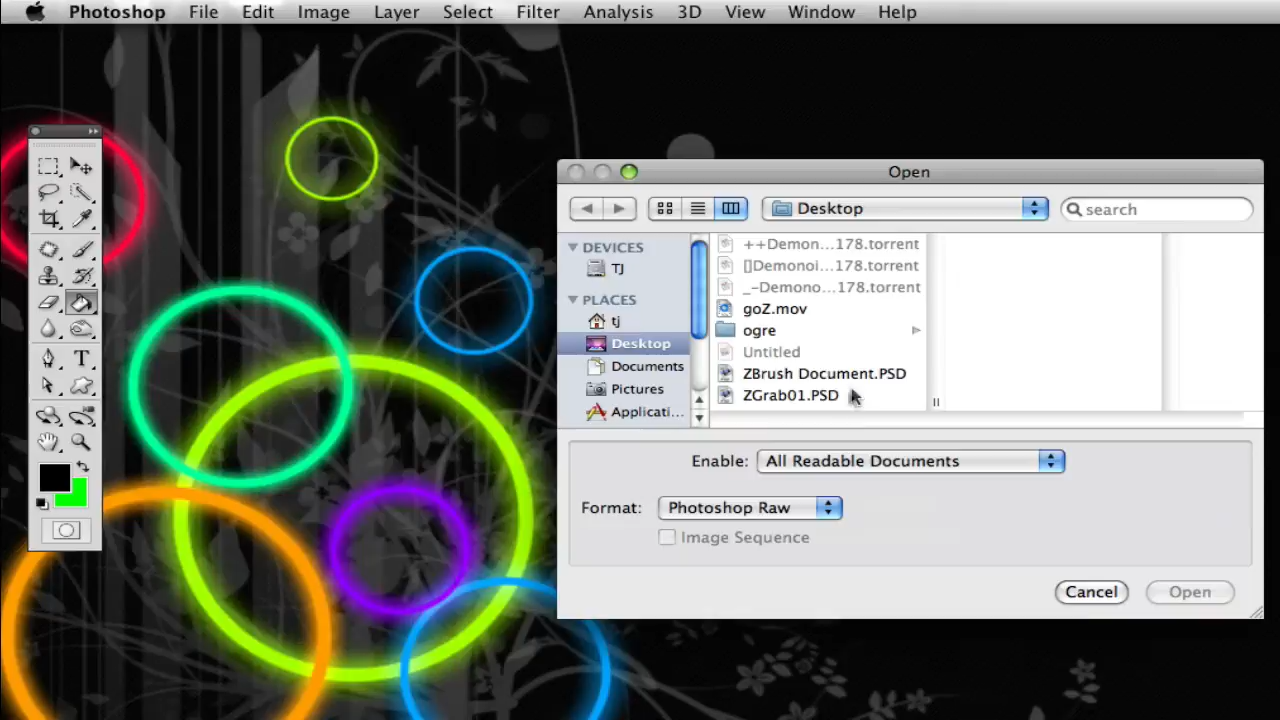 Photoshop File Edit Image Layer Select Filter Analysis 3D View Window Help
Open
Desktop
search
DEVICES
TJ
PLACES
tj
Desktop
Documents
Pictures
Applicati...
++Demon...178.torrent
[]Demonoi...178.torrent
_-Demono...178.torrent
goZ.mov
ogre
Untitled
ZBrush Document.PSD
ZGrab01.PSD
Enable: All Readable Documents
Format: Photoshop Raw
Image Sequence
Cancel Open
T